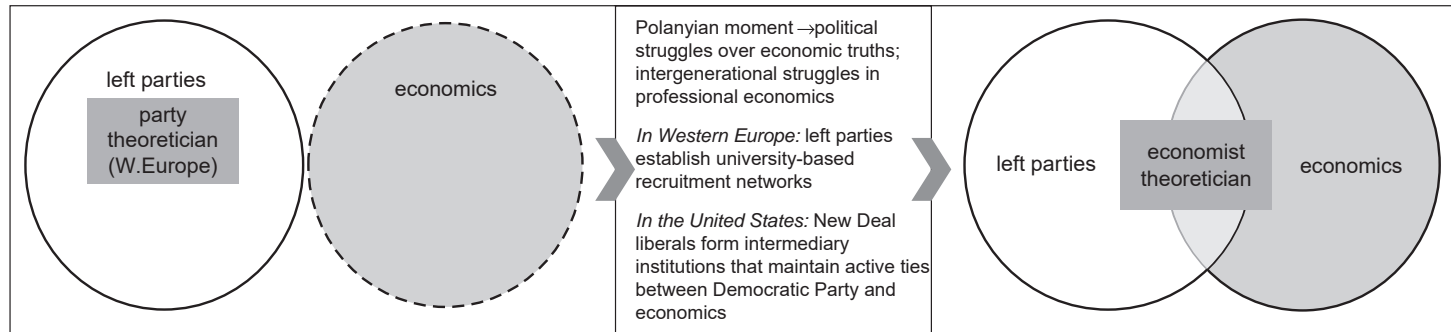 left parties
party
theoretician
(W.Europe)
economics
Polanyian moment →political
struggles over economic truths;
intergenerational struggles in
professional economics
In Western Europe: left parties
establish university-based
recruitment networks
In the United States: New Deal
liberals form intermediary
institutions that maintain active ties
between Democratic Party and
economics
left parties
economist
theoretician
economics